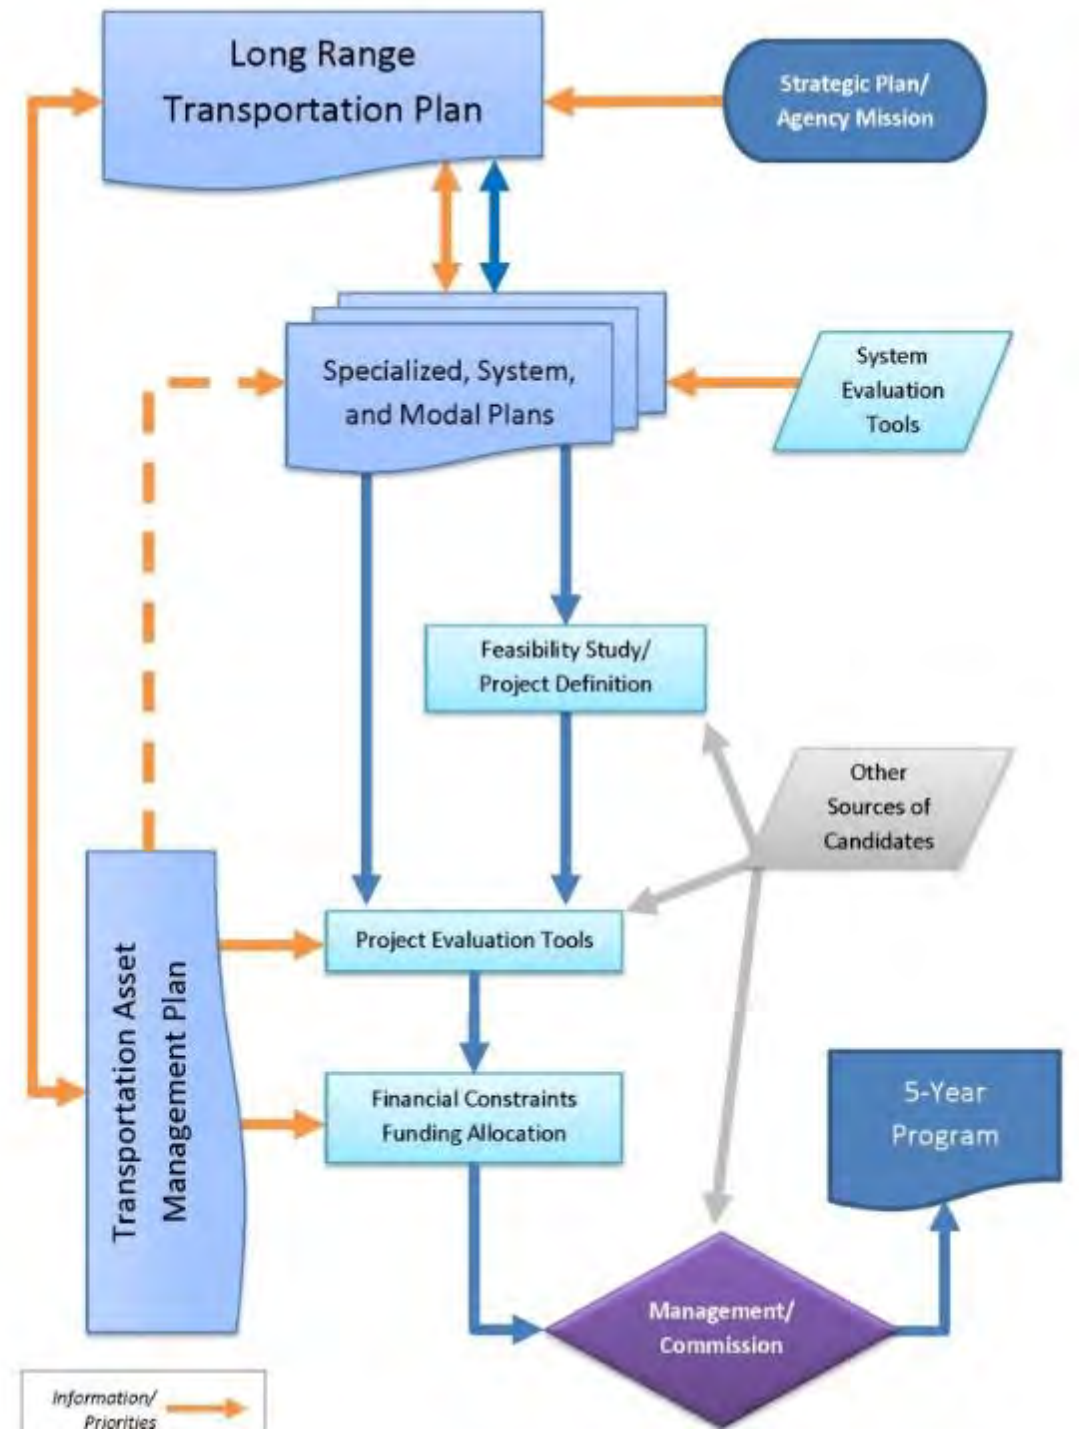 Long Range
Transportation Plan
Strategic Plan/
Agency Mission
Specialized, System,
and Modal Plans
System
Evaluation
Tools
Feasibility Study/
Project Definition
Other
Sources of
Candidates
Transportation Asset
Management Plan
Project Evaluation Tools
Financial Constraints
Funding Allocation
5-Year
Program
Management/
Commission
Information/
Priorities